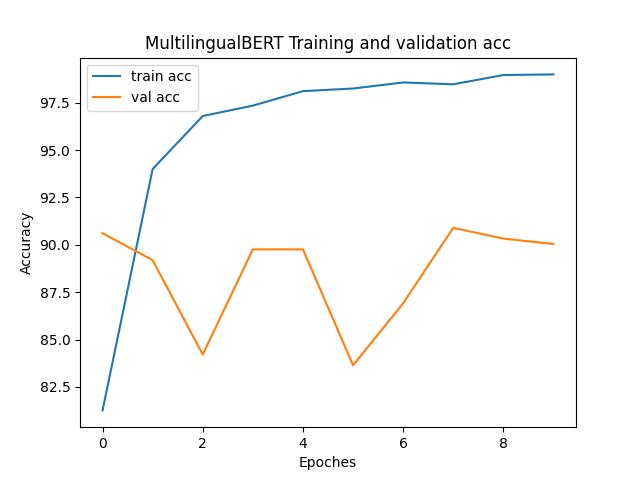 MultilingualBERT Training and validation acc
train acc
val acc
97.5
95.0
92.5
90.0
87.5
85.0
82.5
Accuracy
0 2 4 6 8
Epoches